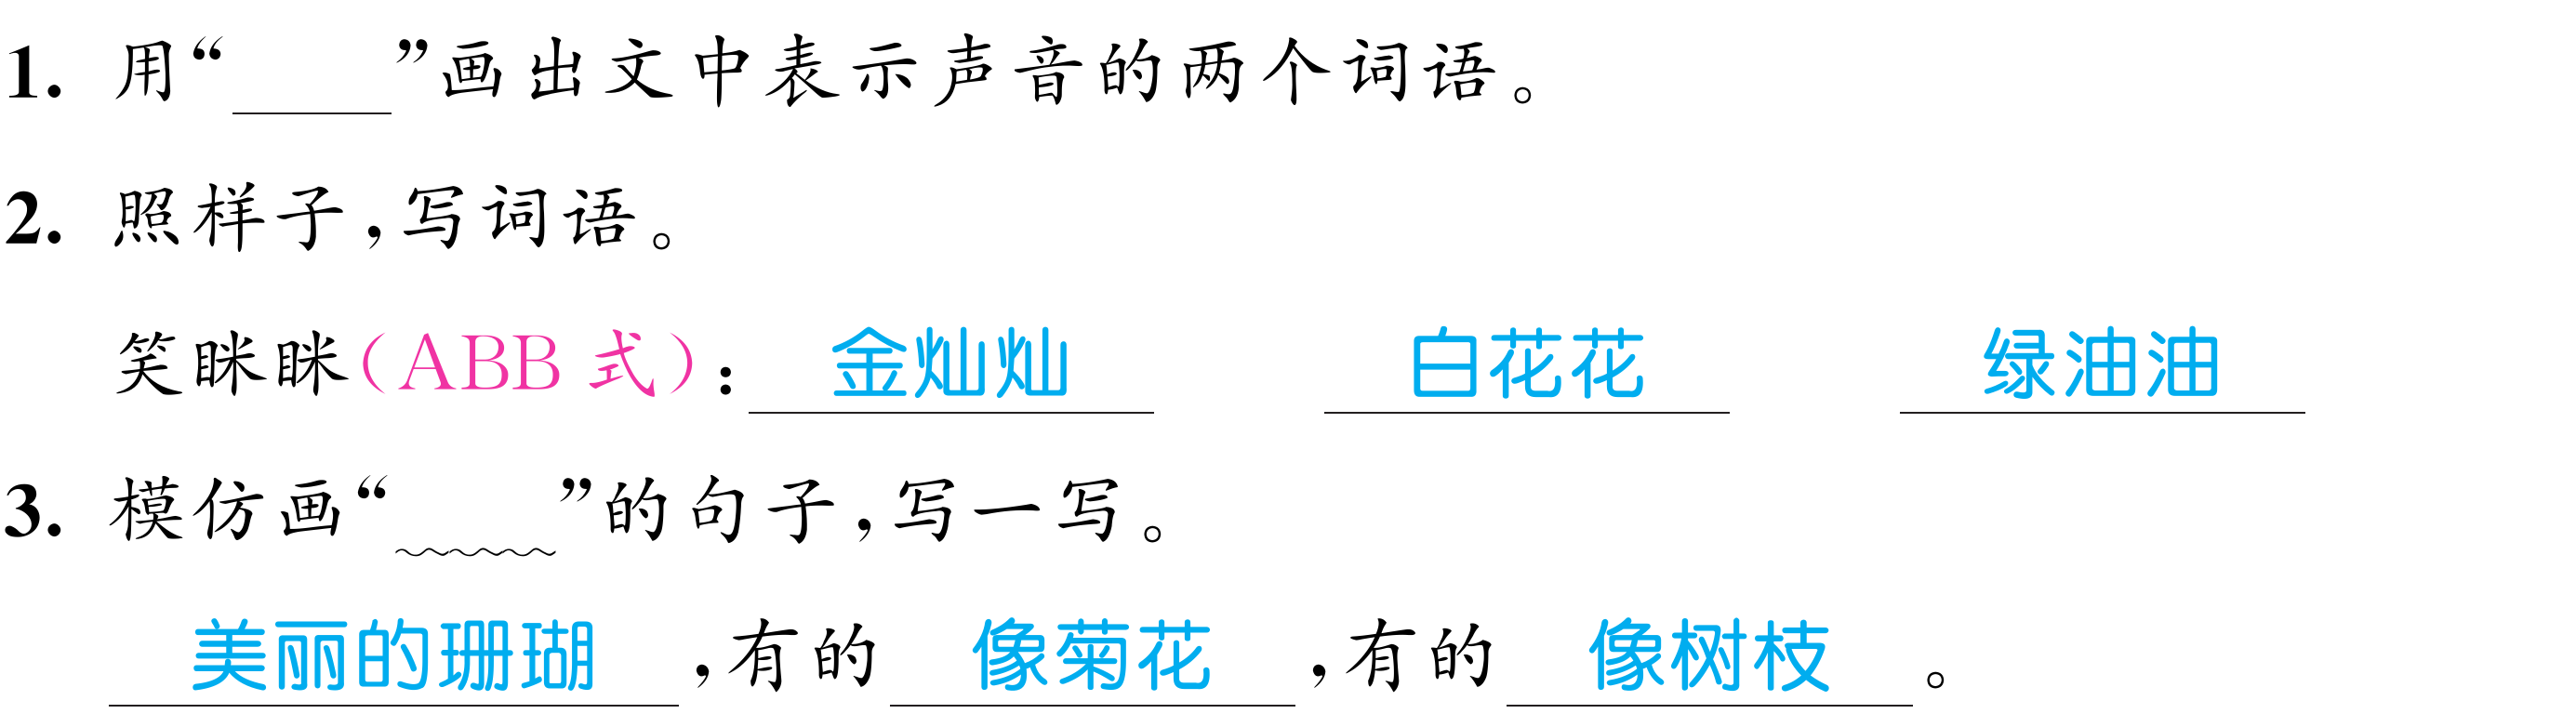 1. 用“____”画出文中表示声音的两个词语。
2. 照样子,写词语。
笑眯眯(ABB 式):金灿灿 白花花 绿油油
3. 模仿画“﹏﹏”的句子,写一写。
美丽的珊瑚,有的像菊花,有的像树枝。